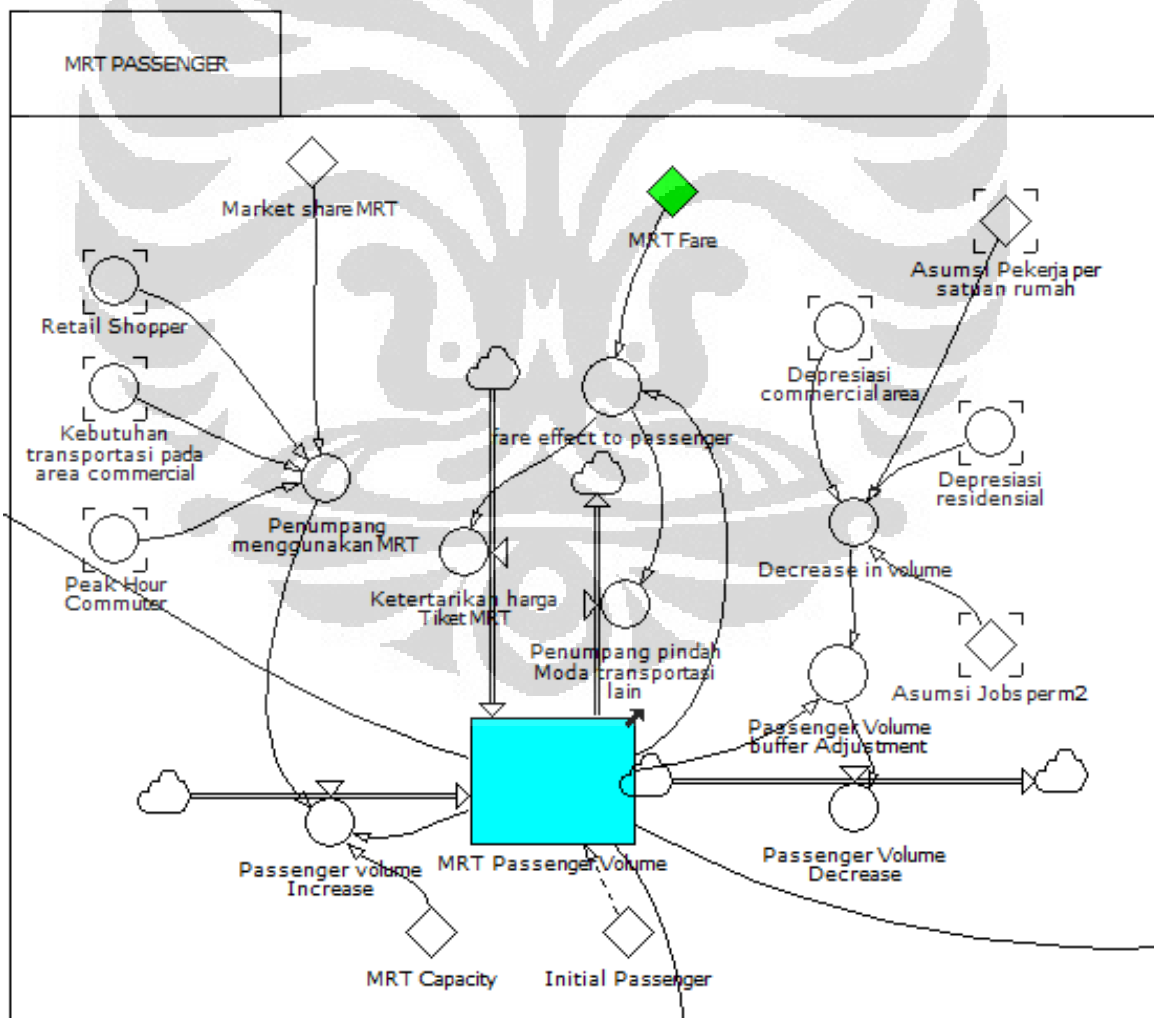 MRT PASSENGER
Market share MRT
MRT Fare
Asumsi Pekerja per
satuan rumah
Retail Shopper
Depresiasi
commercial area
Kebutuhan
transportasi pada
area commercial
fare effect to passenger
Depresiasi
residensial
Penumpang
menggunakan MRT
Peak Hour
Commuter
Ketertarikan harga
Tiket MRT
Decrease in volume
Penumpang pindah
Moda transportasi
lain
Asumsi Jobs per m2
Passenger Volume
buffer Adjustment
Passenger Volume
Increase
MRT Passenger Volume
Passenger Volume
Decrease
MRT Capacity
Initial Passenger